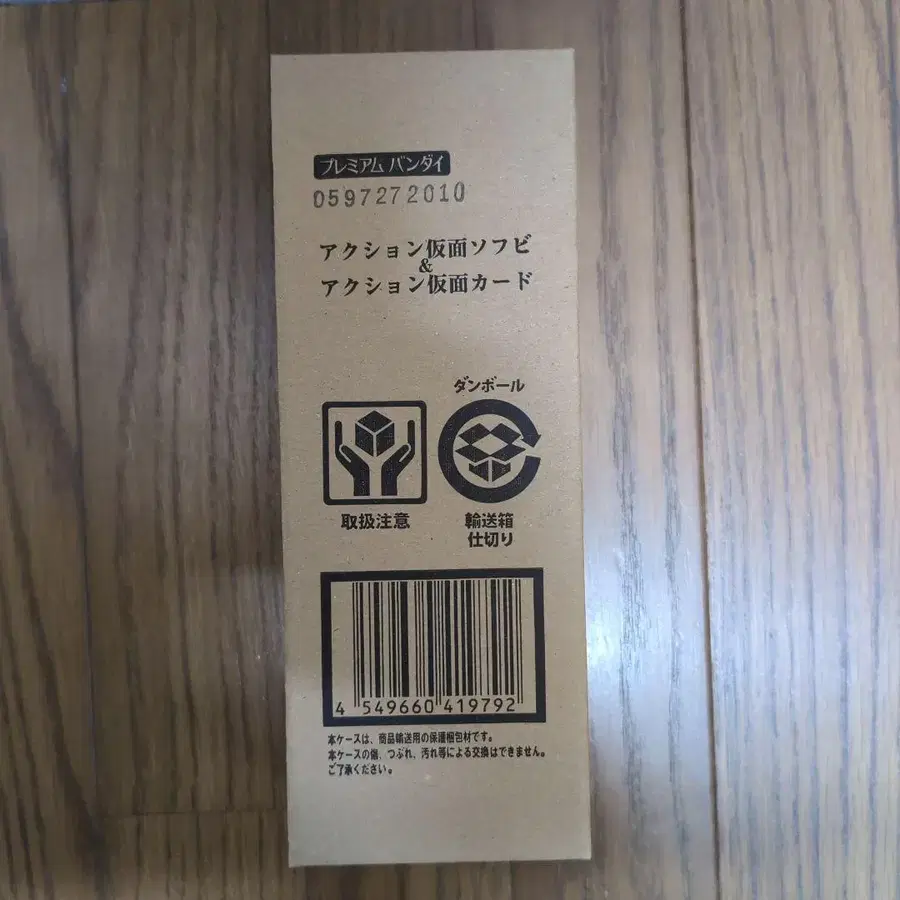 プレミアム バンダイ
0597272010
アクション仮面ソフビ
&
アクション仮面カード
ダンボール
取扱注意
輸送箱
仕切り
4 549660 419792
本ケースは、商品輸送用の保護梱包材です。
本ケースの傷、つぶれ、汚れ等による交換はできません。
ご了承ください。